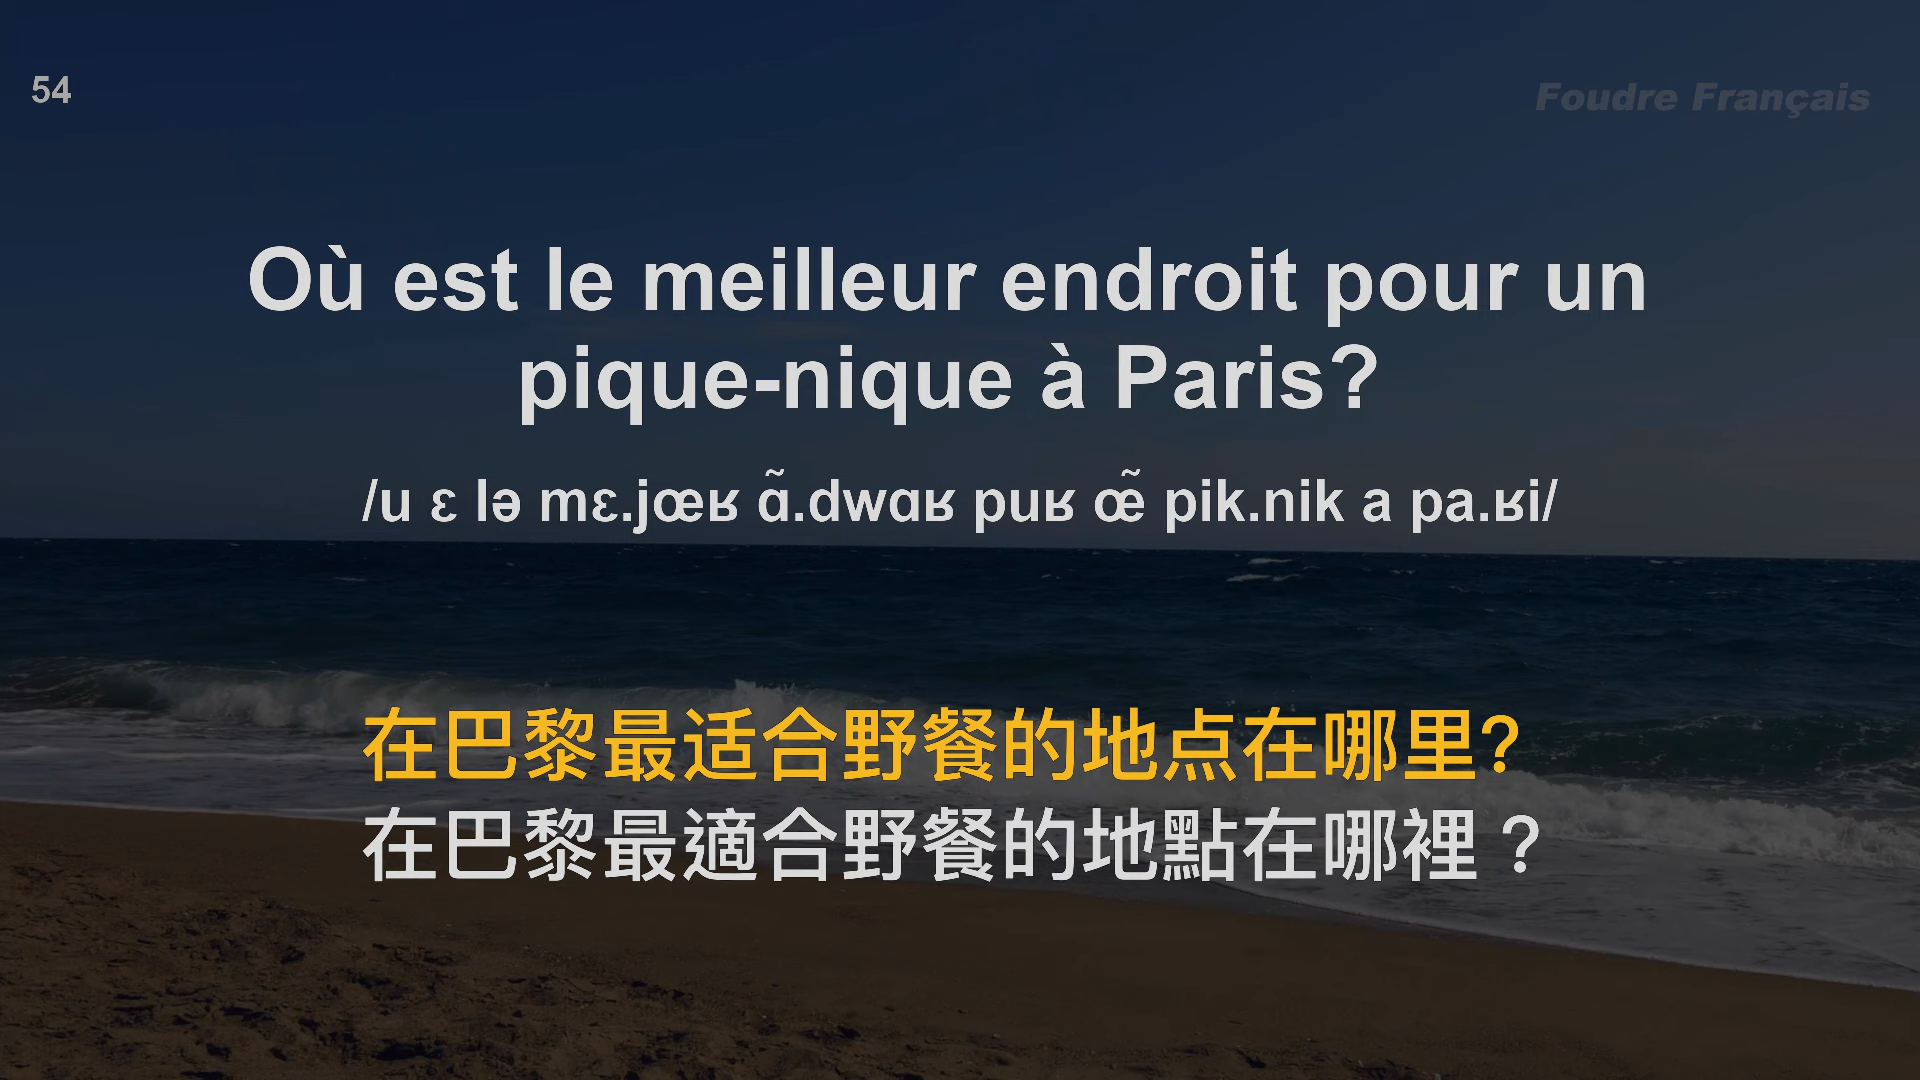 54
Foudre Français
Où est le meilleur endroit pour un
pique-nique à Paris?
/u ɛ lə mɛ.jœʁ ɑ̃.dwɑʁ puʁ œ̃ pik.nik a pa.ʁi/
在巴黎最适合野餐的地点在哪里?
在巴黎最適合野餐的地點在哪裡？